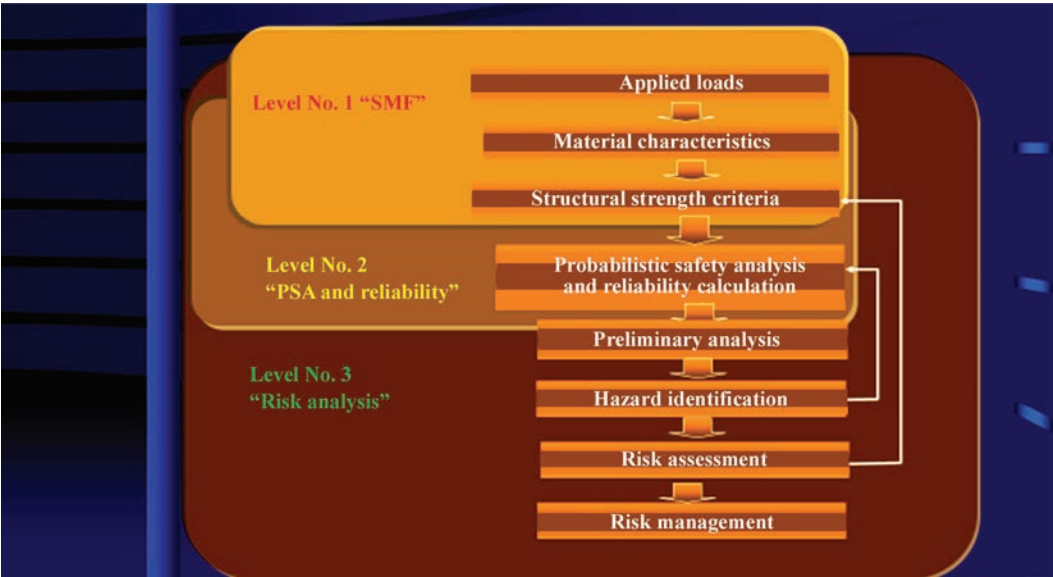 Level No. 1 “SMF”
Applied loads
Material characteristics
Structural strength criteria
Level No. 2
“PSA and reliability”
Probabilistic safety analysis
and reliability calculation
Preliminary analysis
Level No. 3
“Risk analysis”
Hazard identification
Risk assessment
Risk management